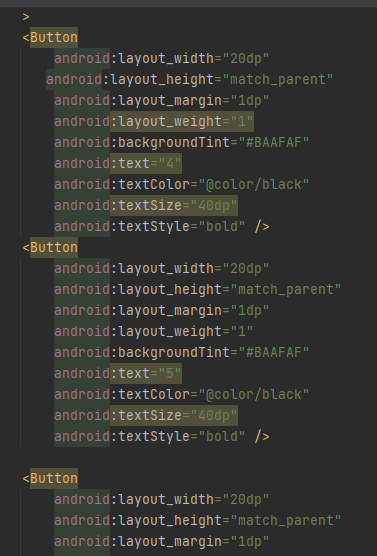 >
<Button
android:layout_width="20dp"
android:layout_height="match_parent"
android:layout_margin="1dp"
android:layout_weight="1"
android:backgroundTint="#BAAFAF"
android:text="4"
android:textColor="@color/black"
android:textSize="40dp"
android:textStyle="bold" />
<Button
android:layout_width="20dp"
android:layout_height="match_parent"
android:layout_margin="1dp"
android:layout_weight="1"
android:backgroundTint="#BAAFAF"
android:text="5"
android:textColor="@color/black"
android:textSize="40dp"
android:textStyle="bold" />
<Button
android:layout_width="20dp"
android:layout_height="match_parent"
android:layout_margin="1dp"